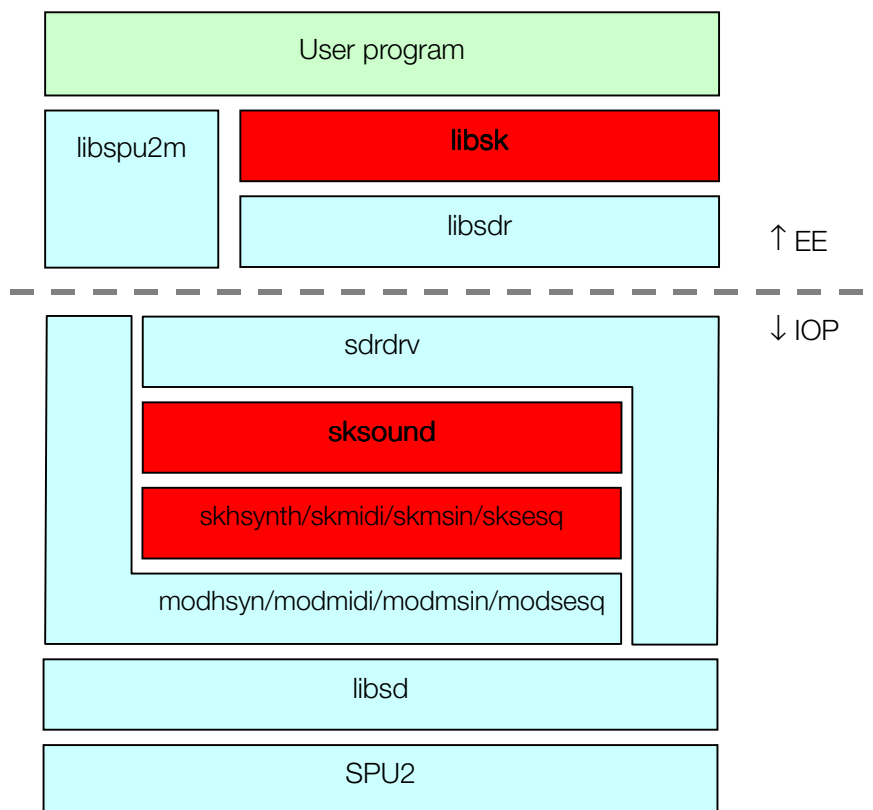 User program
libspu2m
libsk
libsdr
↑ EE
↓ IOP
sdrdrv
sksound
skhsynth/skmidi/skmsin/sksesq
modhsyn/modmidi/modmsin/modsesq
libsd
SPU2